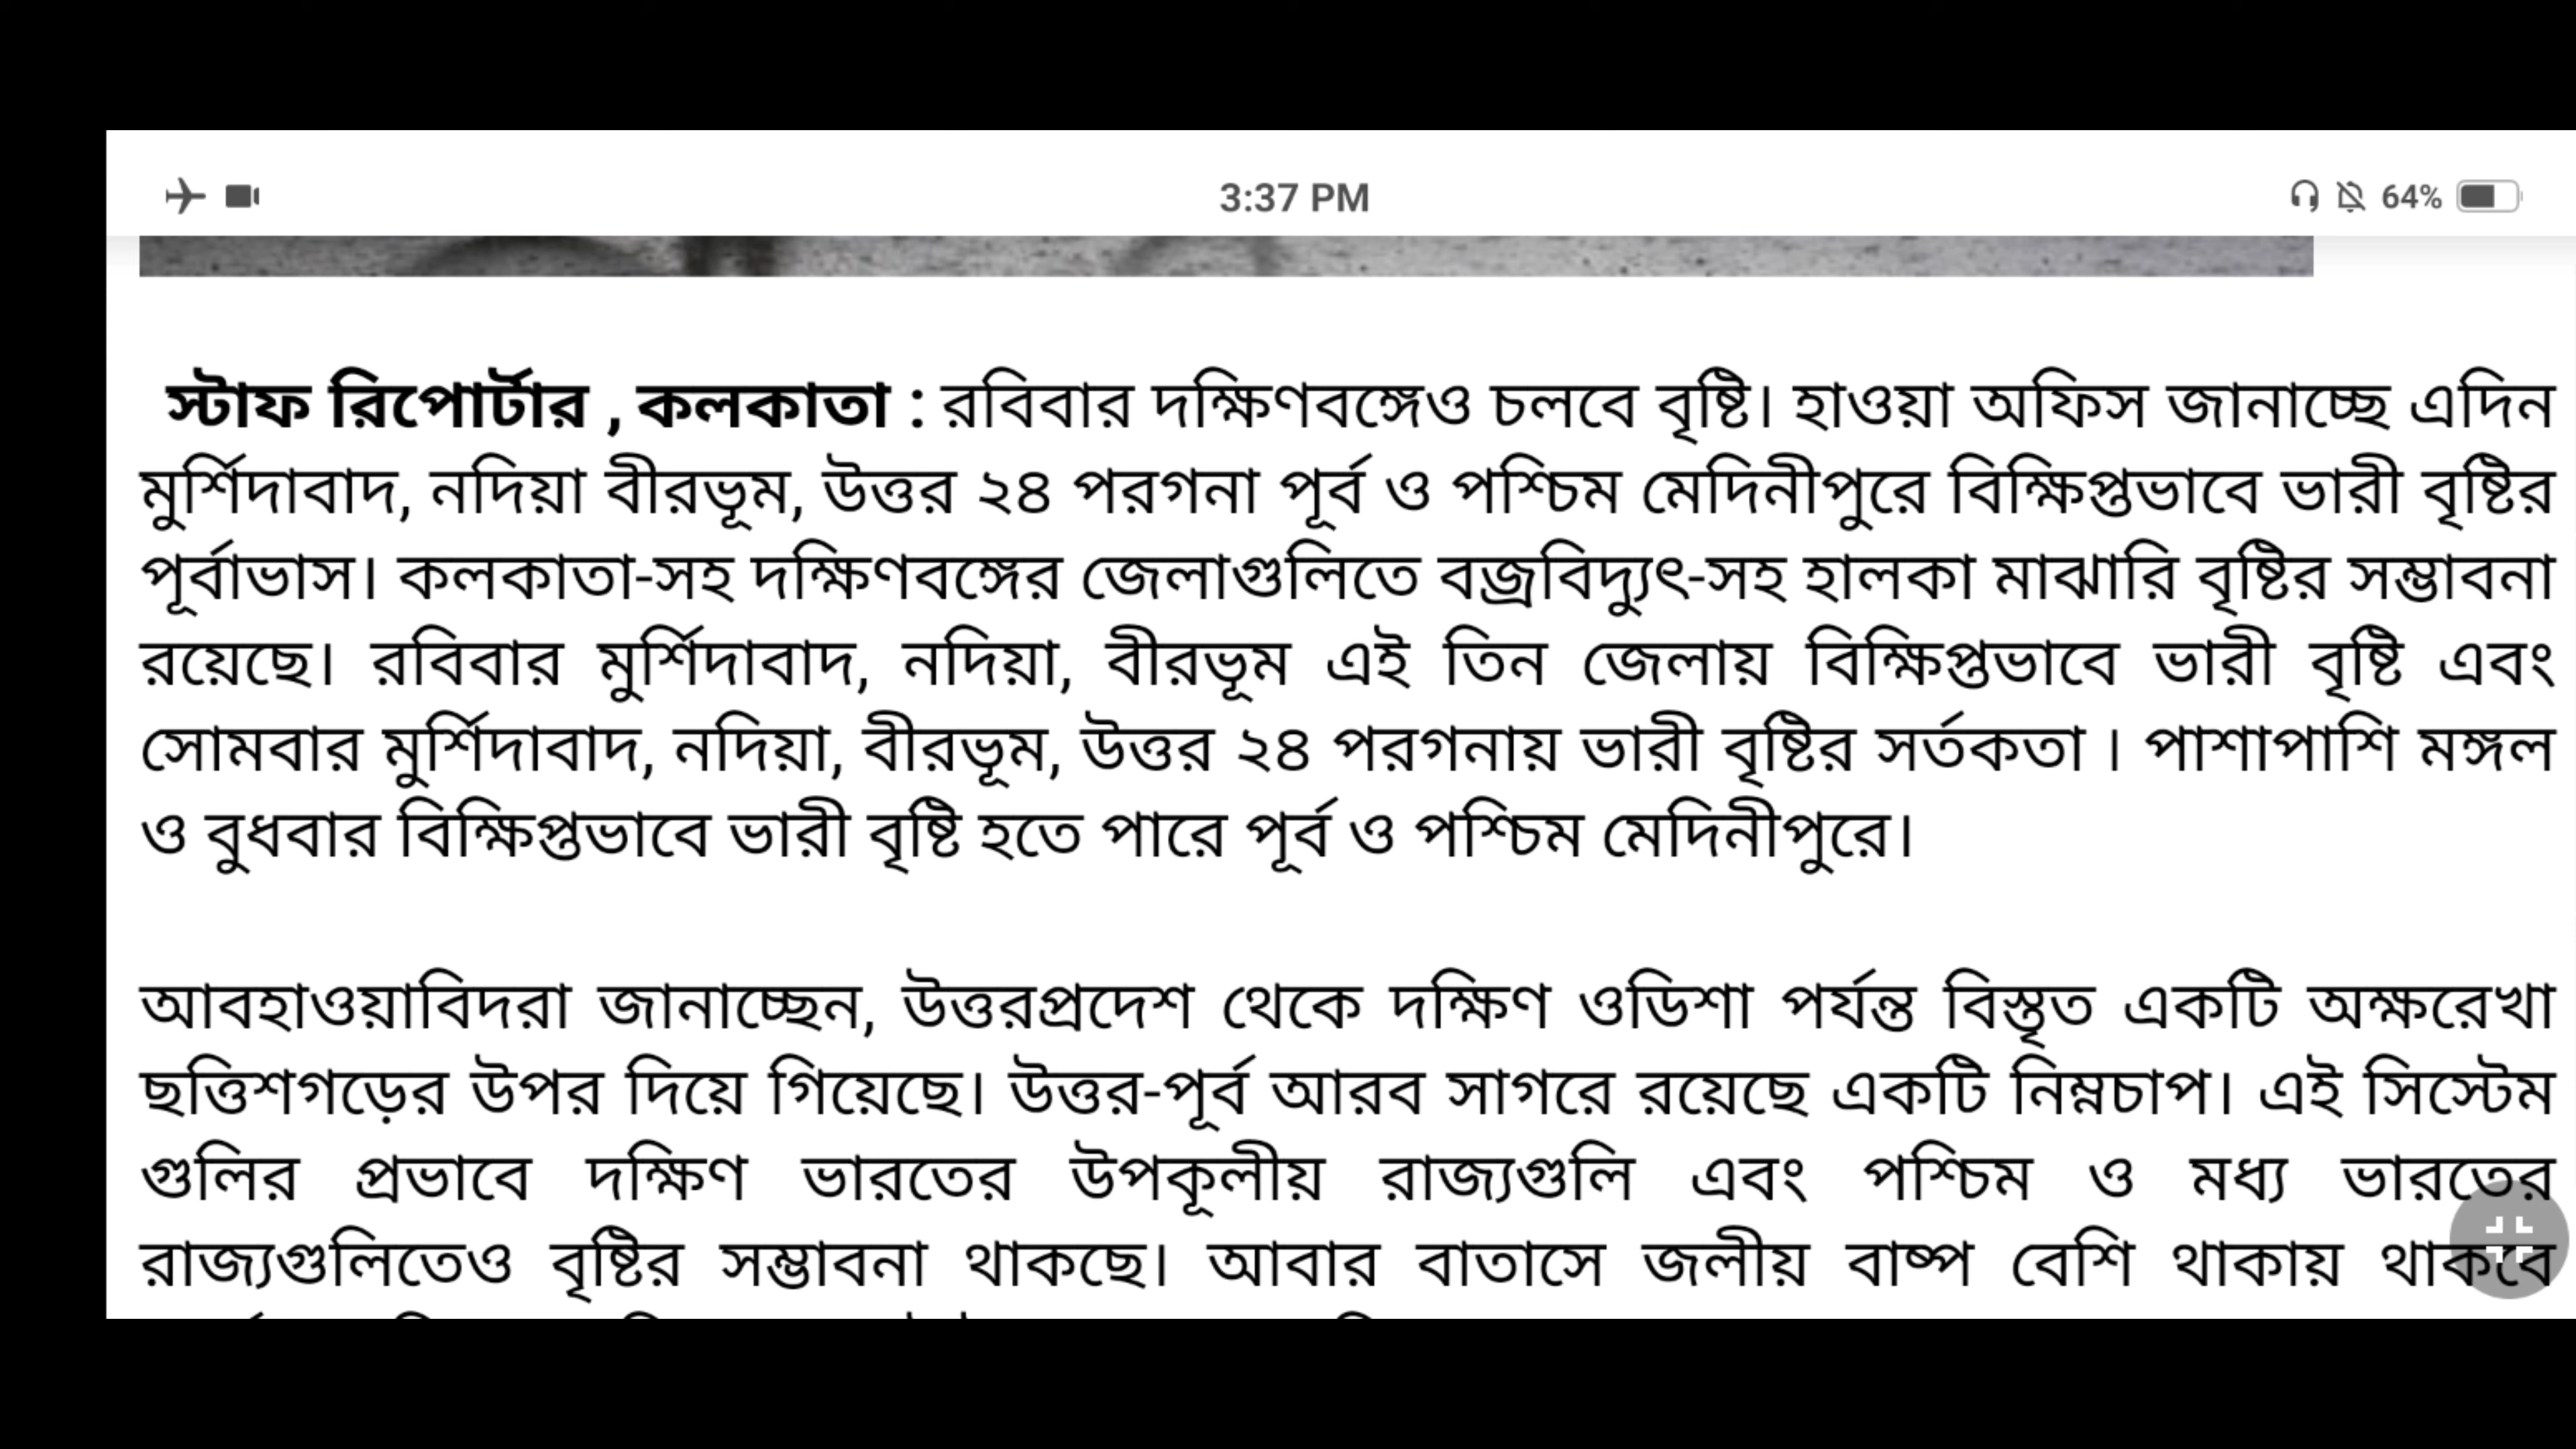 3:37 PM
64%
স্টাফ রিপোর্টার , কলকাতা : রবিবার দক্ষিণবঙ্গেও চলবে বৃষ্টি। হাওয়া অফিস জানাচ্ছে এদিন
মুর্শিদাবাদ, নদিয়া বীরভূম, উত্তর ২৪ পরগনা পূর্ব ও পশ্চিম মেদিনীপুরে বিক্ষিপ্তভাবে ভারী বৃষ্টির
পূর্বাভাস। কলকাতা-সহ দক্ষিণবঙ্গের জেলাগুলিতে বজ্রবিদ্যুৎ-সহ হালকা মাঝারি বৃষ্টির সম্ভাবনা
রয়েছে। রবিবার মুর্শিদাবাদ, নদিয়া, বীরভূম এই তিন জেলায় বিক্ষিপ্তভাবে ভারী বৃষ্টি এবং
সোমবার মুর্শিদাবাদ, নদিয়া, বীরভূম, উত্তর ২৪ পরগনায় ভারী বৃষ্টির সর্তকতা । পাশাপাশি মঙ্গল
ও বুধবার বিক্ষিপ্তভাবে ভারী বৃষ্টি হতে পারে পূর্ব ও পশ্চিম মেদিনীপুরে।
আবহাওয়াবিদরা জানাচ্ছেন, উত্তরপ্রদেশ থেকে দক্ষিণ ওডিশা পর্যন্ত বিস্তৃত একটি অক্ষরেখা
ছত্তিশগড়ের উপর দিয়ে গিয়েছে। উত্তর-পূর্ব আরব সাগরে রয়েছে একটি নিম্নচাপ। এই সিস্টেম
গুলির প্রভাবে দক্ষিণ ভারতের উপকূলীয় রাজ্যগুলি এবং পশ্চিম ও মধ্য ভারতের
রাজ্যগুলিতেও বৃষ্টির সম্ভাবনা থাকছে। আবার বাতাসে জলীয় বাষ্প বেশি থাকায় থাকবে